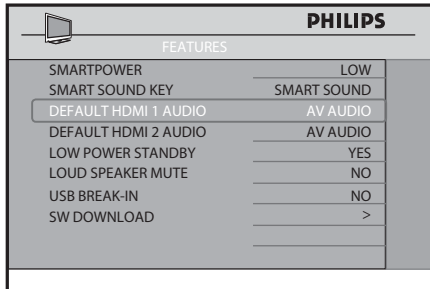 PHILIPS
FEATURES
SMARTPOWER LOW
SMART SOUND KEY SMART SOUND
DEFAULT HDMI 1 AUDIO AV AUDIO
DEFAULT HDMI 2 AUDIO AV AUDIO
LOW POWER STANDBY YES
LOUD SPEAKER MUTE NO
USB BREAK-IN NO
SW DOWNLOAD >